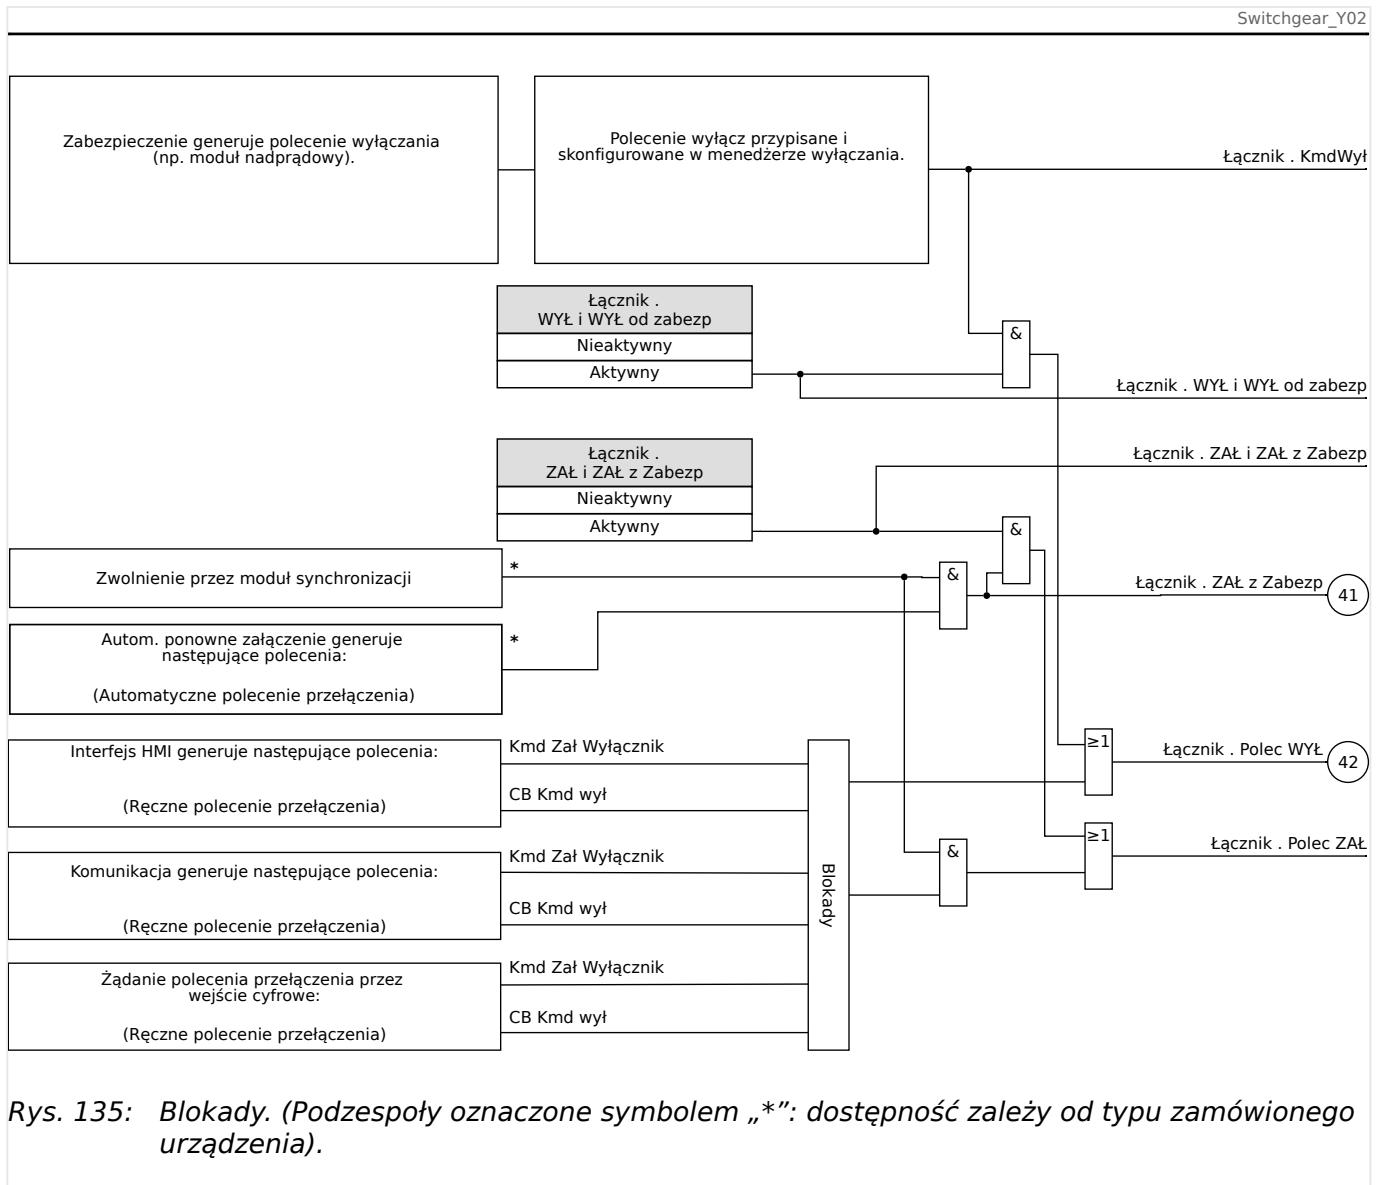 Switchgear_Y02
Zabezpieczenie generuje polecenie wyłączania
(np. moduł nadprądowy).
Polecenie wyłącz przypisane i
skonfigurowane w menedżerze wyłączania.
Łącznik . KmdWył
Łącznik .
WYŁ i WYŁ od zabezp
Nieaktywny
Aktywny
&
Łącznik . WYŁ i WYŁ od zabezp
Łącznik .
ZAŁ i ZAŁ z Zabezp
Nieaktywny
Aktywny
Łącznik . ZAŁ i ZAŁ z Zabezp
&
Zwolnienie przez moduł synchronizacji
*
&
Łącznik . ZAŁ z Zabezp
41
Autom. ponowne załączenie generuje
następujące polecenia:
(Automatyczne polecenie przełączenia)
*
Interfejs HMI generuje następujące polecenia:
(Ręczne polecenie przełączenia)
Kmd Zał Wyłącznik
CB Kmd wył
≥1
Łącznik . Polec WYŁ
42
Komunikacja generuje następujące polecenia:
(Ręczne polecenie przełączenia)
Kmd Zał Wyłącznik
CB Kmd wył
Blokady
&
≥1
Łącznik . Polec ZAŁ
Żądanie polecenia przełączenia przez
wejście cyfrowe:
(Ręczne polecenie przełączenia)
Kmd Zał Wyłącznik
CB Kmd wył
Rys. 135: Blokady. (Podzespoły oznaczone symbolem „*”: dostępność zależy od typu zamówionego
urządzenia).